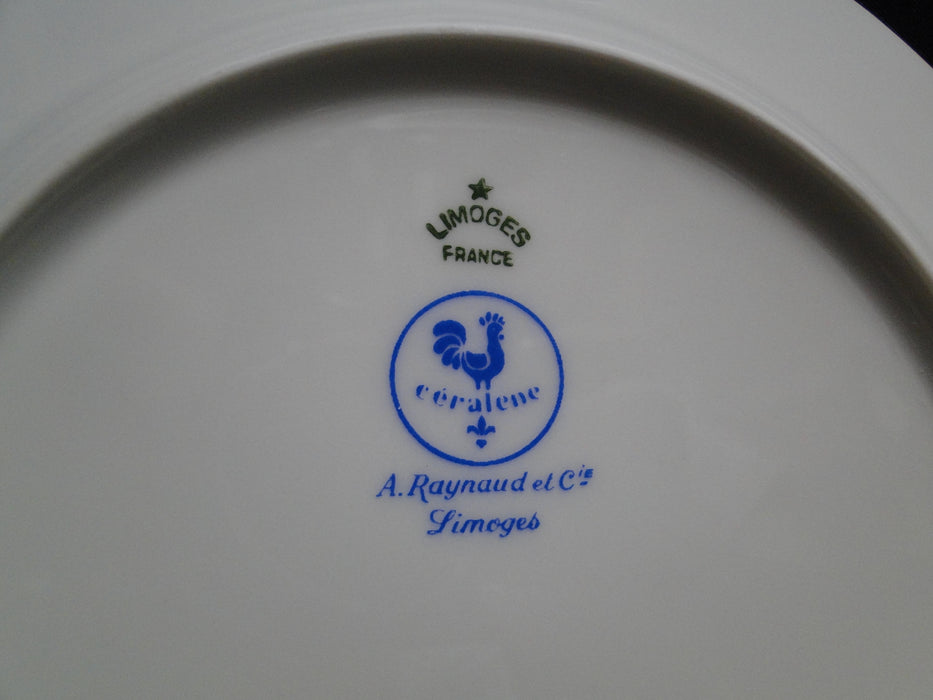 LIMOGES
FRANCE
céralene
A. Raynaud et Cie
Limoges